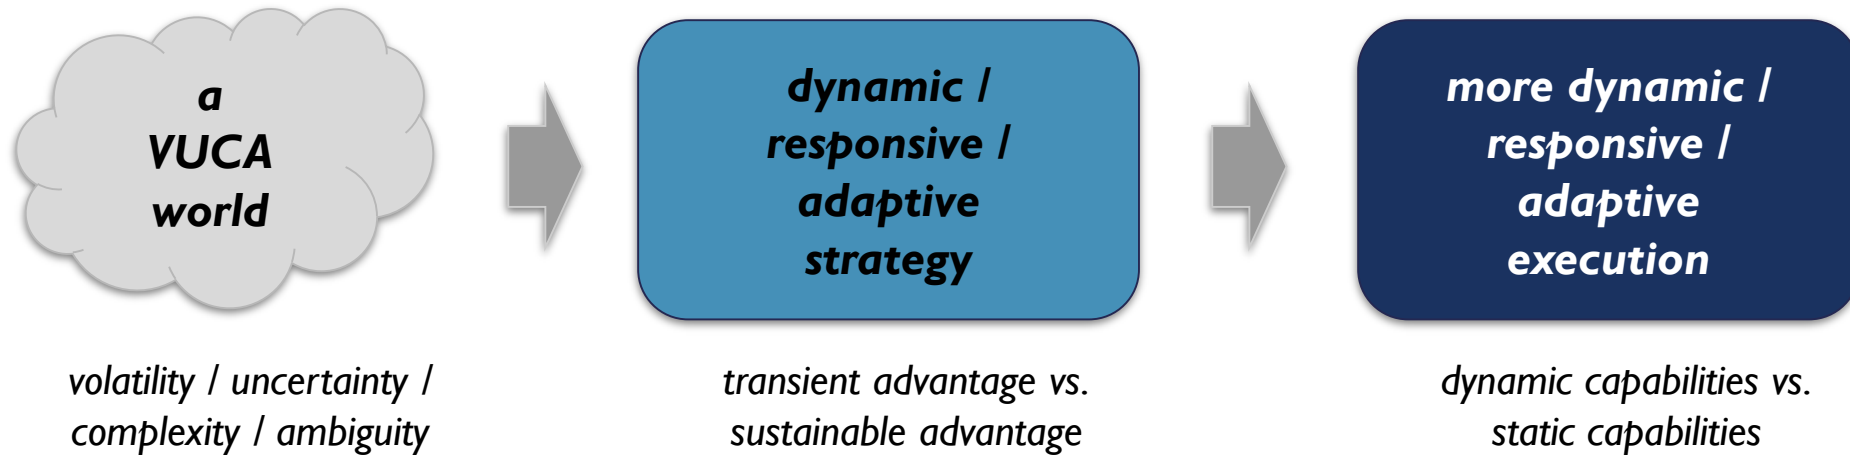 a
VUCA
world
dynamic /
responsive /
adaptive
strategy
more dynamic /
responsive /
adaptive
execution
volatility / uncertainty /
complexity / ambiguity
transient advantage vs.
sustainable advantage
dynamic capabilities vs.
static capabilities